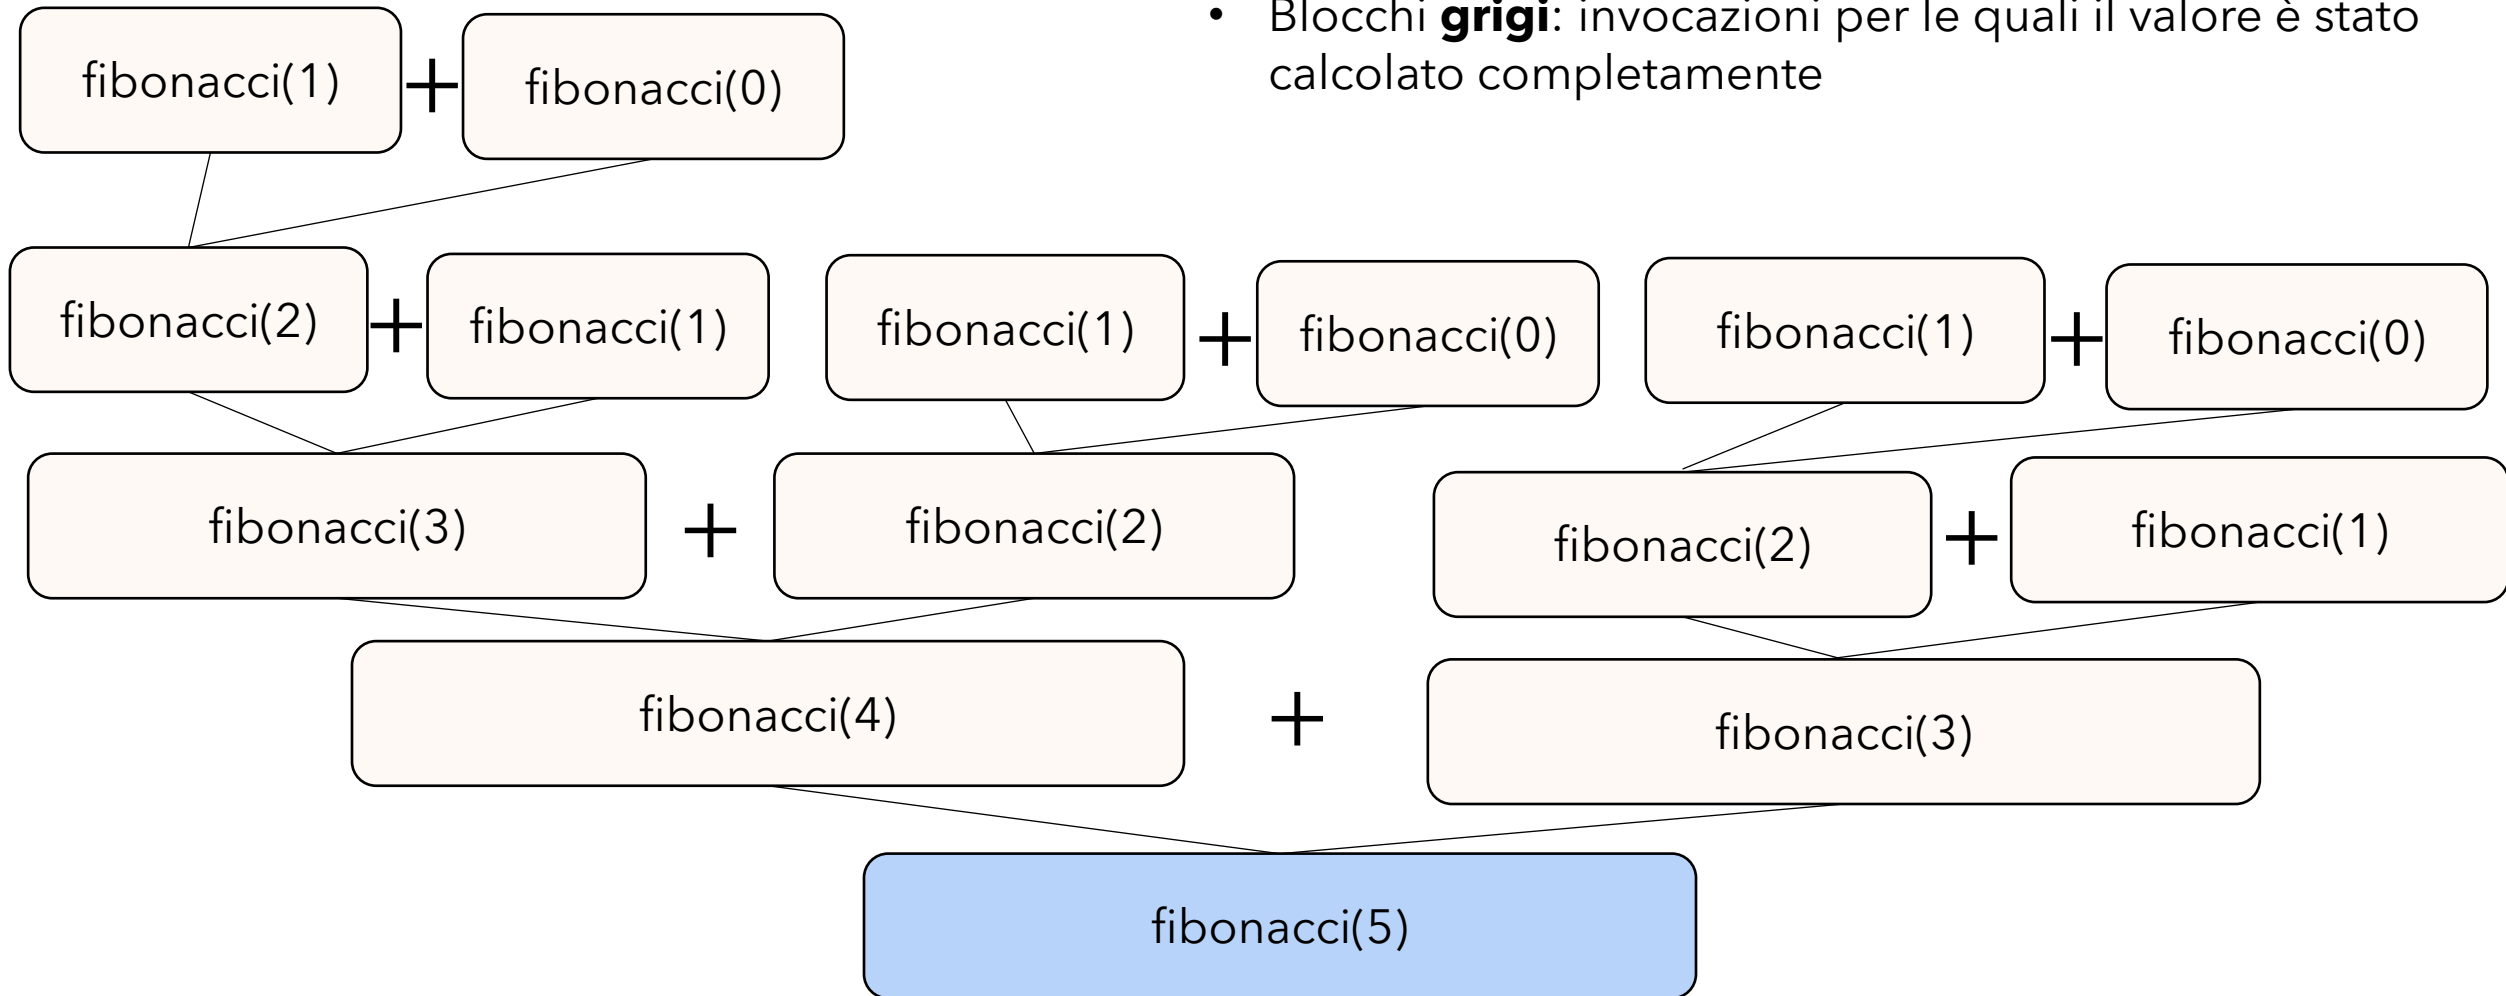 • Blocchi grigi: invocazioni per le quali il valore è stato
calcolato completamente
fibonacci(1) + fibonacci(0)
fibonacci(2) + fibonacci(1) fibonacci(1) + fibonacci(0) fibonacci(1) + fibonacci(0)
fibonacci(3) + fibonacci(2) fibonacci(2) + fibonacci(1)
fibonacci(4) + fibonacci(3)
fibonacci(5)